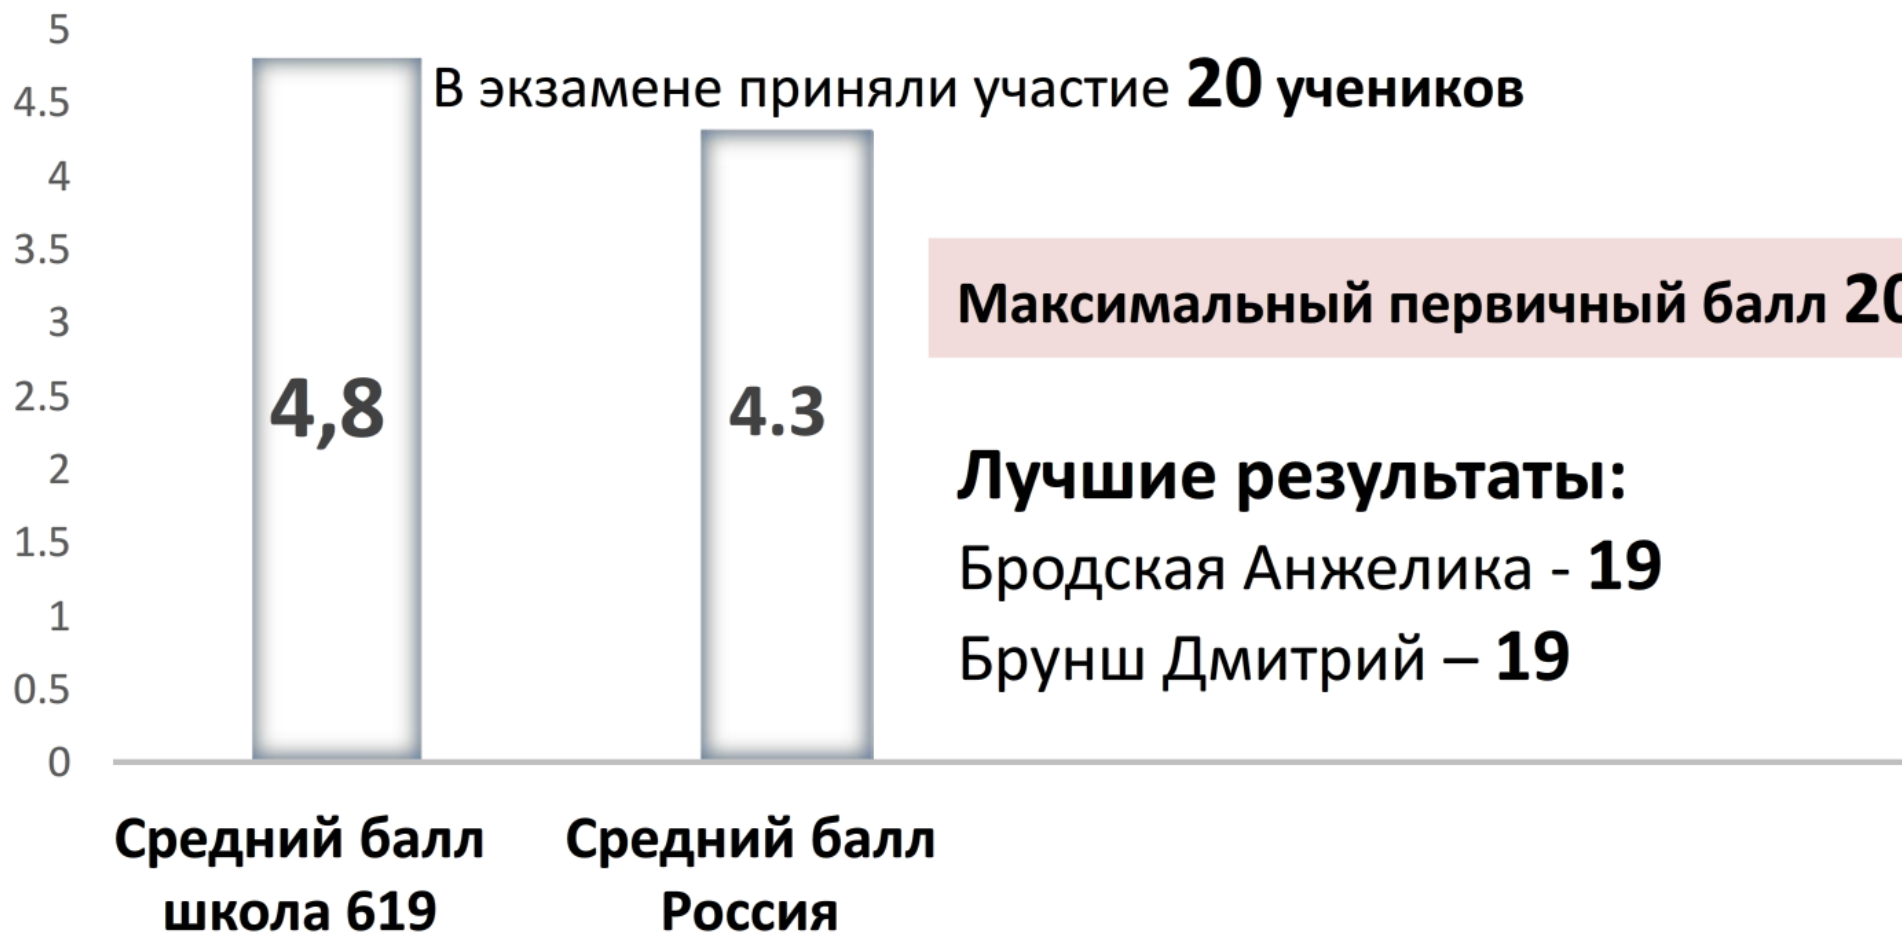 5
4.5
4
3.5
3
2.5
2
1.5
1
0.5
0
В экзамене приняли участие 20 учеников
4,8
4.3
Максимальный первичный балл 20
Лучшие результаты:
Бродская Анжелика - 19
Брунш Дмитрий – 19
Средний балл
школа 619
Средний балл
Россия